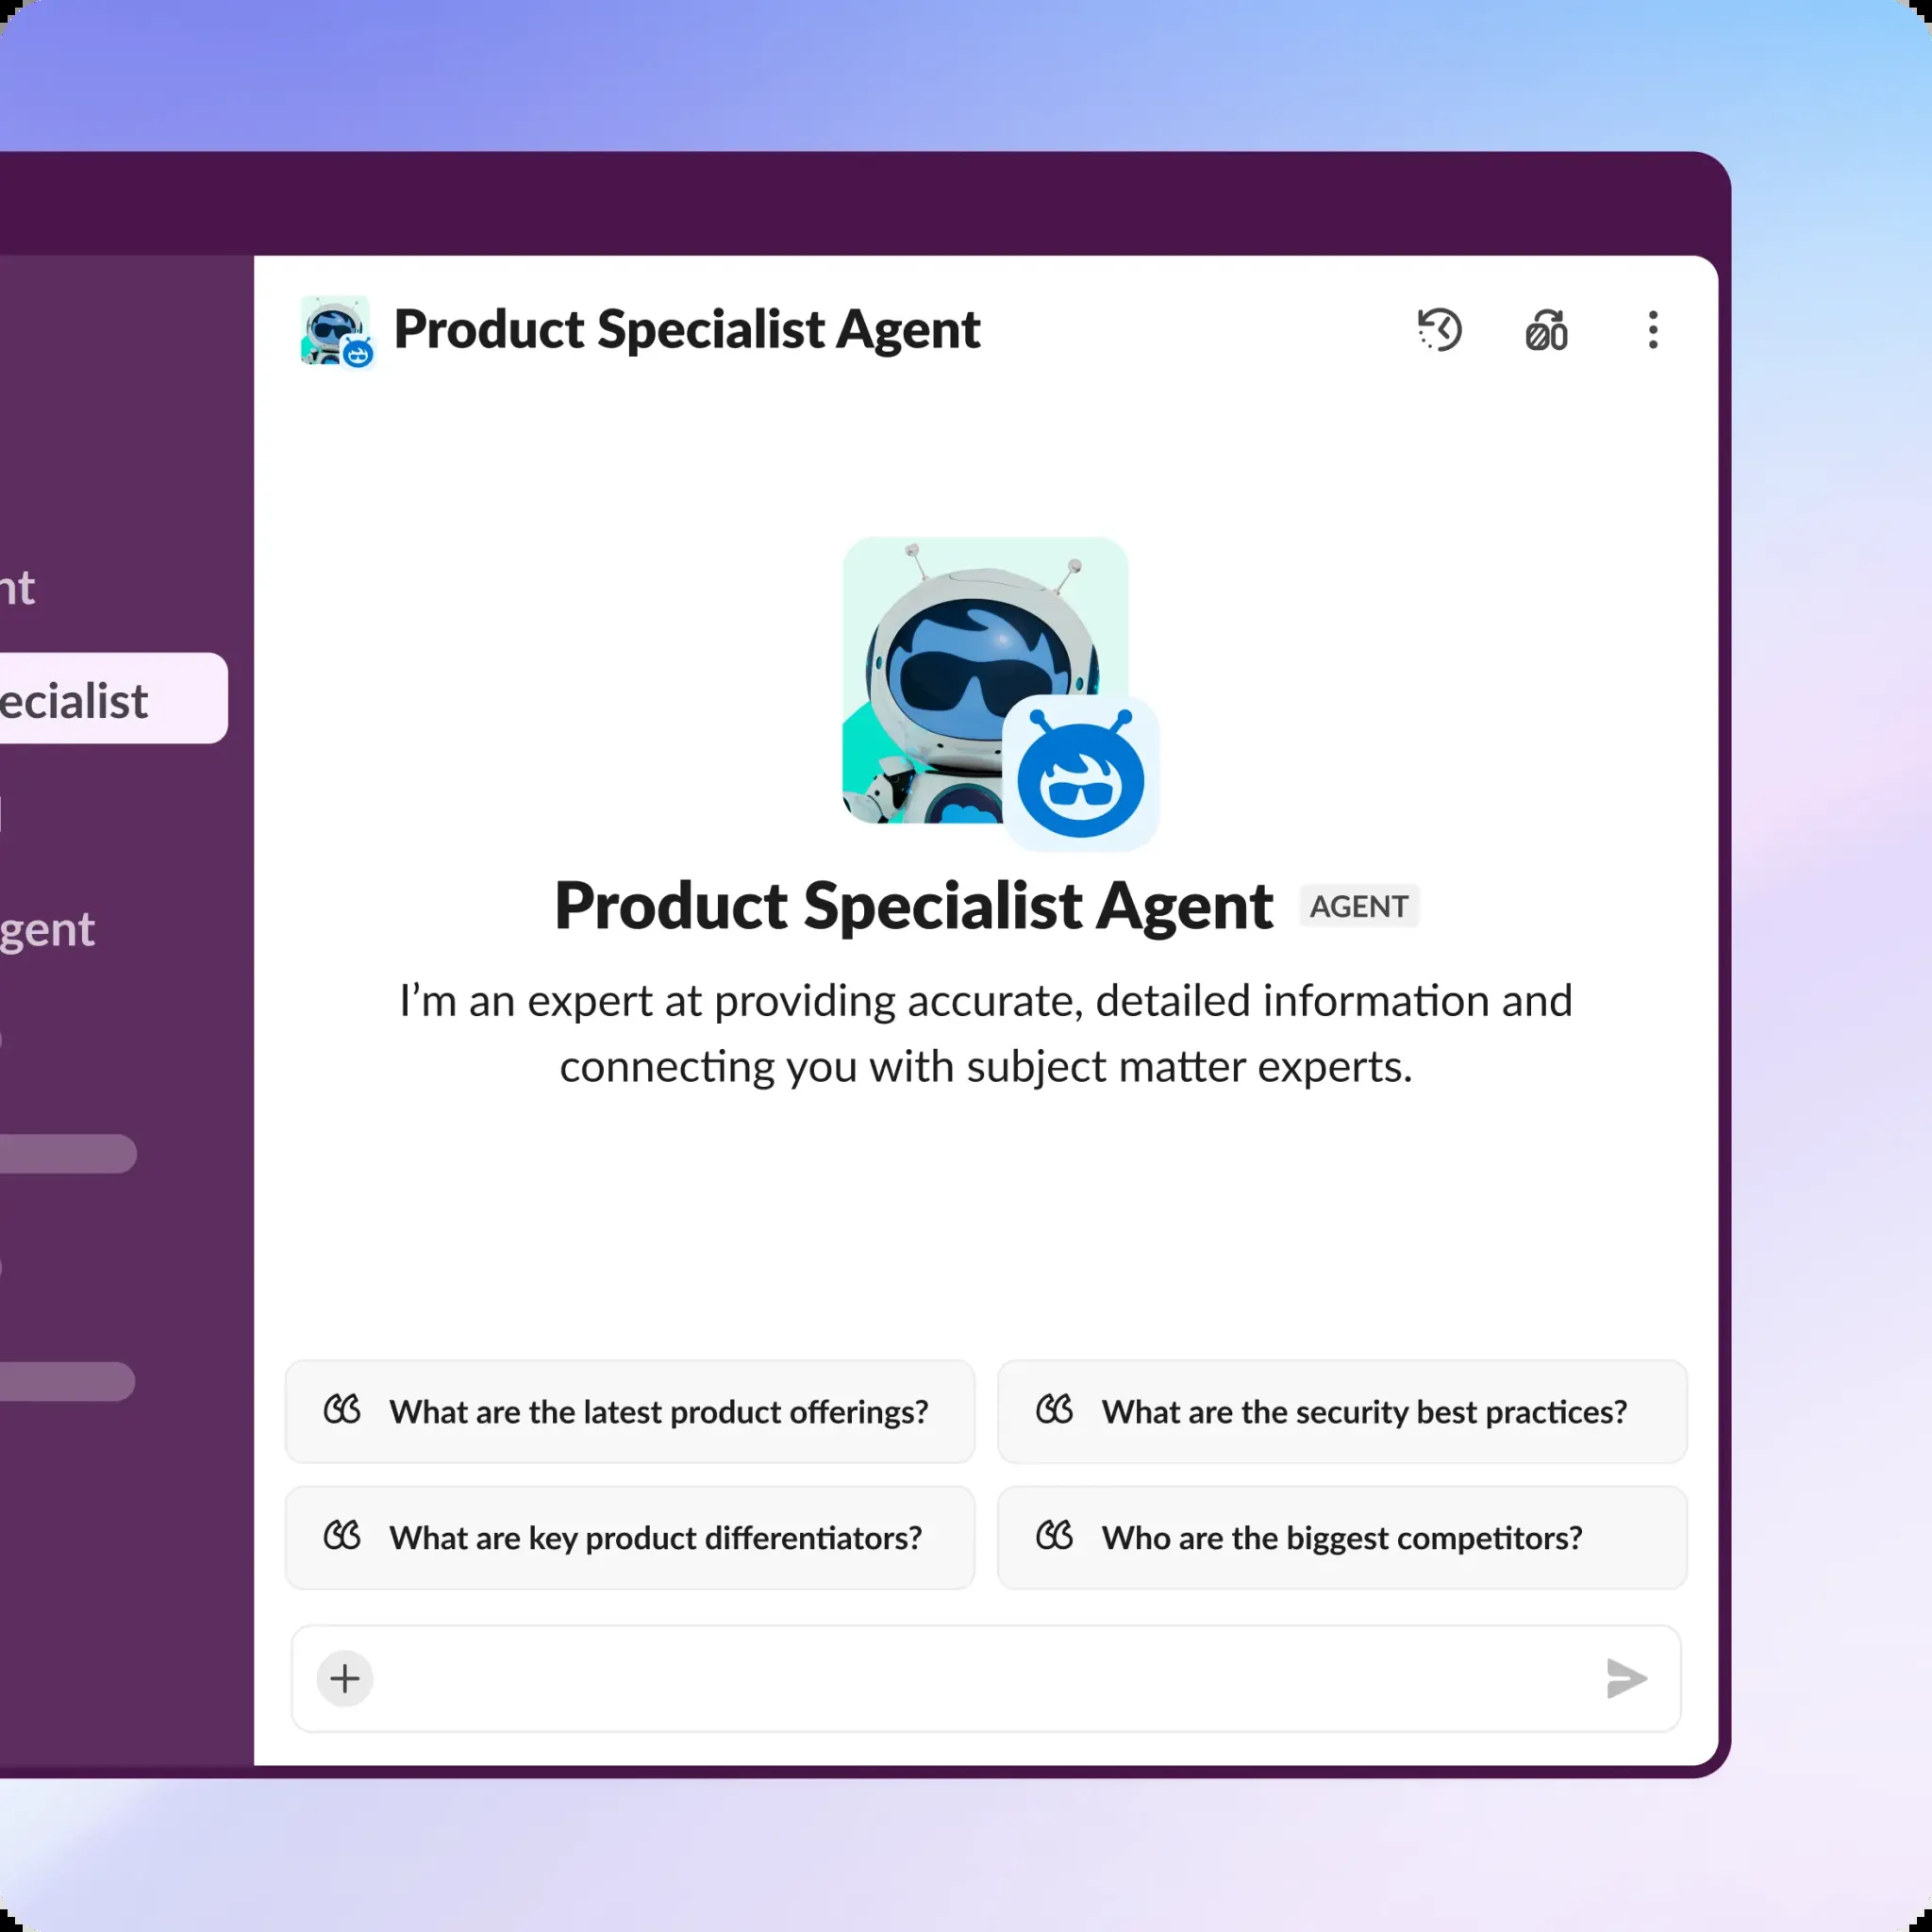 Product Specialist Agent
nt
ecialist
gent
Product Specialist Agent AGENT
I’m an expert at providing accurate, detailed information and
connecting you with subject matter experts.
What are the latest product offerings?
What are the security best practices?
What are key product differentiators?
Who are the biggest competitors?